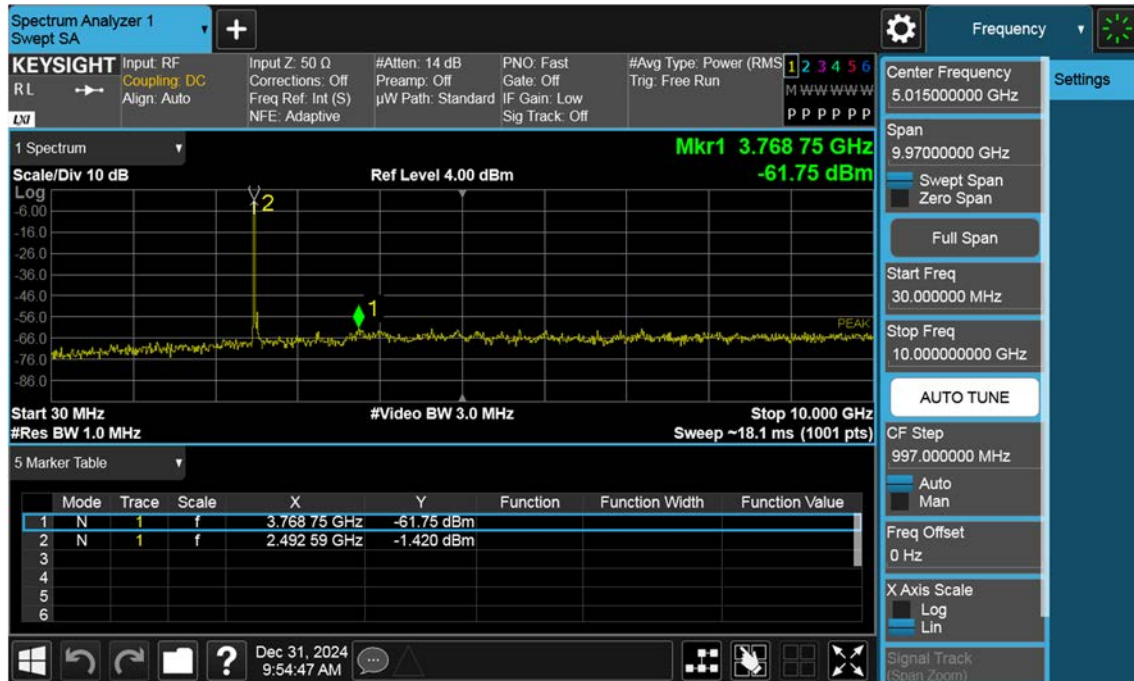 Spectrum Analyzer 1
Swept SA
+
Frequency
KEYSIGHT
RL
LXI
Input: RF
Coupling: DC
Align: Auto
Input Z: 50 Ω
Corrections: Off
Freq Ref: Int (S)
NFE: Adaptive
#Atten: 14 dB
Preamp: Off
µW Path: Standard
PNO: Fast
Gate: Off
IF Gain: Low
Sig Track: Off
#Avg Type: Power (RMS
Trig: Free Run
1 2 3 4 5 6
M W W W W W
P P P P P P
1 Spectrum
Mkr1 3.768 75 GHz
-61.75 dBm
Scale/Div 10 dB
Ref Level 4.00 dBm
Log
-6.00
-16.0
-26.0
-36.0
-46.0
-56.0
-66.0
-76.0
-86.0
2
1
PEAK
Start 30 MHz
#Video BW 3.0 MHz
Stop 10.000 GHz
#Res BW 1.0 MHz
Sweep ~18.1 ms (1001 pts)
5 Marker Table
Mode Trace Scale X Y Function Function Width Function Value
1 N 1 f 3.768 75 GHz -61.75 dBm
2 N 1 f 2.492 59 GHz -1.420 dBm
3
4
5
6
?
Dec 31, 2024
9:54:47 AM
Center Frequency
5.015000000 GHz
Span
9.97000000 GHz
Swept Span
Zero Span
Full Span
Start Freq
30.000000 MHz
Stop Freq
10.000000000 GHz
AUTO TUNE
CF Step
997.000000 MHz
Auto
Man
Freq Offset
0 Hz
X Axis Scale
Log
Lin
Signal Track
(Span Zoom)
Settings